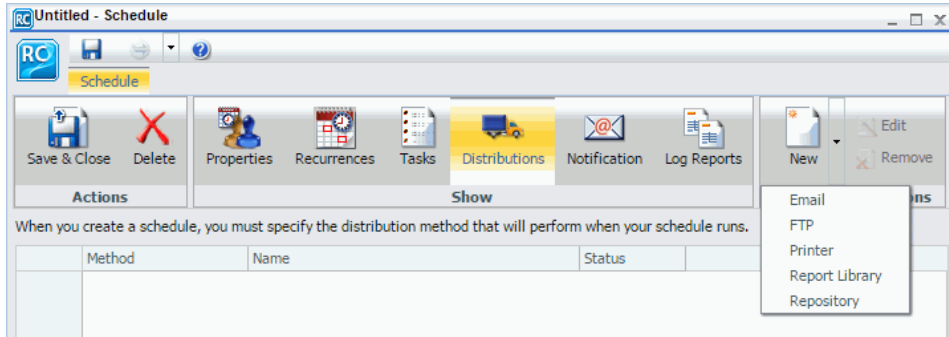 RC Untitled - Schedule
RC
Schedule
Save & Close Delete Properties Recurrences Tasks Distributions Notification Log Reports New Edit
Remove
Actions Show ons
When you create a schedule, you must specify the distribution method that will perform when your schedule runs.
Method Name Status
Email
FTP
Printer
Report Library
Repository